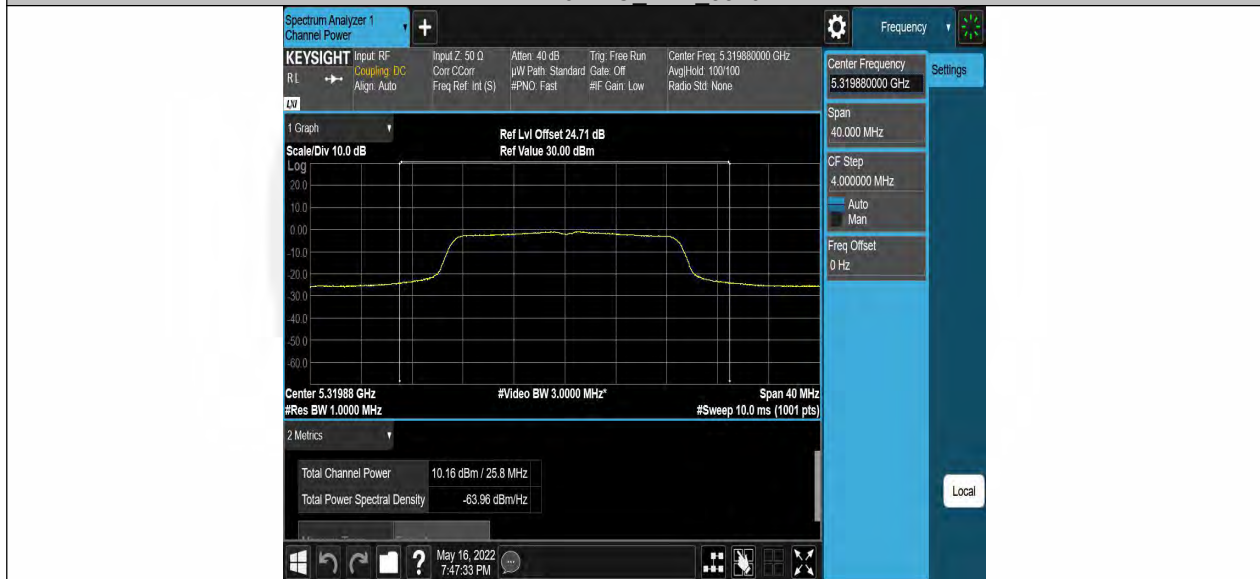 Spectrum Analyzer 1
Channel Power
Frequency
KEYSIGHT
RL
LXI
Input: RF
Coupling: DC
Align: Auto
Input Z: 50 Ω
Corr CCorr
Freq Ref: Int (S)
Atten: 40 dB
µW Path: Standard
#PNO: Fast
Trig: Free Run
Gate: Off
#IF Gain: Low
Center Freq: 5.319880000 GHz
Avg|Hold: 100/100
Radio Std: None
Center Frequency
5.319880000 GHz
Settings
Span
40.000 MHz
CF Step
4.000000 MHz
Auto
Man
Freq Offset
0 Hz
1 Graph
Scale/Div 10.0 dB
Ref Lvl Offset 24.71 dB
Ref Value 30.00 dBm
Log
20.0
10.0
0.00
-10.0
-20.0
-30.0
-40.0
-50.0
-60.0
Center 5.31988 GHz
#Res BW 1.0000 MHz
#Video BW 3.0000 MHz*
Span 40 MHz
#Sweep 10.0 ms (1001 pts)
2 Metrics
Total Channel Power 10.16 dBm / 25.8 MHz
Total Power Spectral Density -63.96 dBm/Hz
Local
May 16, 2022
7:47:33 PM